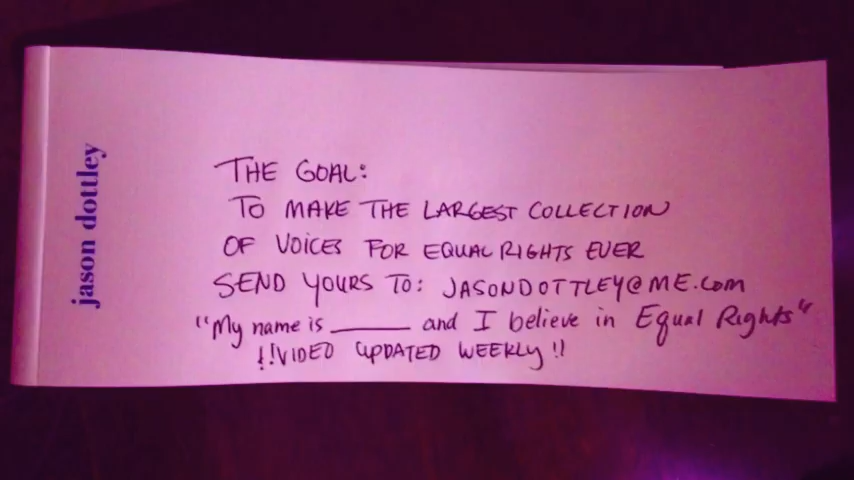 jason dottley
THE GOAL:
TO MAKE THE LARGEST COLLECTION
OF VOICES FOR EQUAL RIGHTS EVER
SEND YOURS TO: JASONDOTTLEY@ME.COM
"My name is ______ and I believe in Equal Rights"
!!VIDEO UPDATED WEEKLY!!